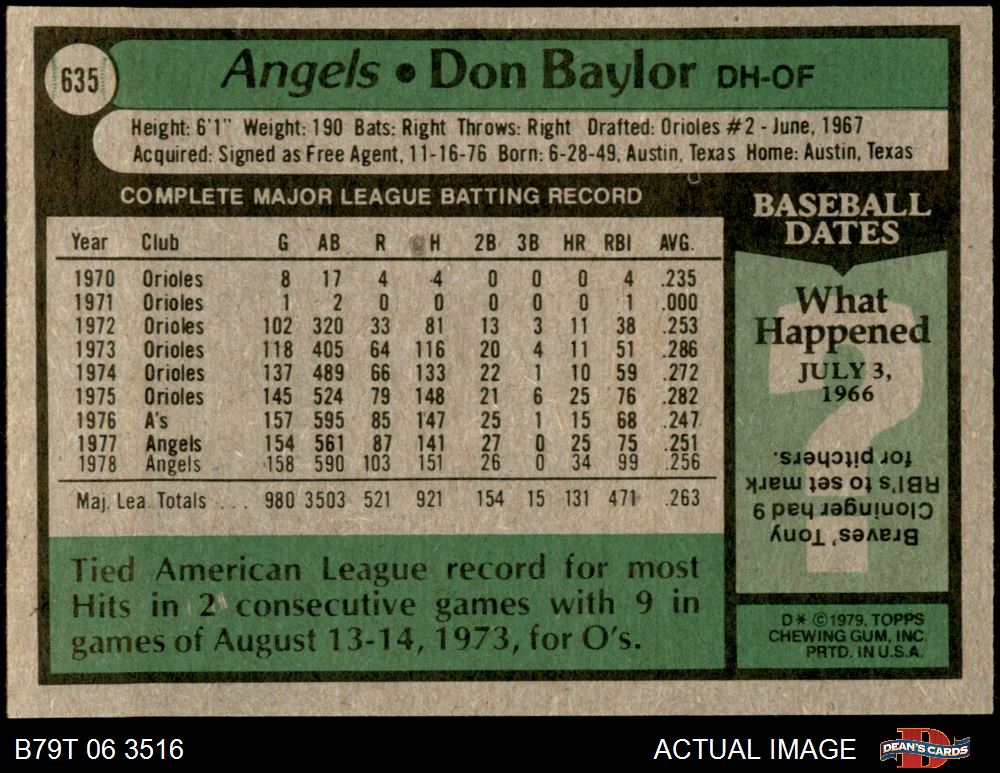 635
Angels • Don Baylor DH-OF
Height: 6'1" Weight: 190 Bats: Right Throws: Right Drafted: Orioles #2 - June, 1967
Acquired: Signed as Free Agent, 11-16-76 Born: 6-28-49, Austin, Texas Home: Austin, Texas
COMPLETE MAJOR LEAGUE BATTING RECORD
Year Club G AB R H 2B 3B HR RBI AVG.
1970 Orioles 8 17 4 4 0 0 0 4 .235
1971 Orioles 1 2 0 0 0 0 0 1 .000
1972 Orioles 102 320 33 81 13 3 11 38 .253
1973 Orioles 118 405 64 116 20 4 11 51 .286
1974 Orioles 137 489 66 133 22 1 10 59 .272
1975 Orioles 145 524 79 148 21 6 25 76 .282
1976 A's 157 595 85 147 25 1 15 68 .247
1977 Angels 154 561 87 141 27 0 25 75 .251
1978 Angels 158 590 103 151 26 0 34 99 .256
Maj. Lea. Totals . . . 980 3503 521 921 154 15 131 471 .263
Tied American League record for most
Hits in 2 consecutive games with 9 in
games of August 13-14, 1973, for O's.
BASEBALL
DATES
What
Happened
JULY 3,
1966
Braves' Tony
Cloninger had 9
RBI's to set mark
for pitchers.
D* ©1979, TOPPS
CHEWING GUM, INC.
PRTD. IN U.S.A.
B79T 06 3516
ACTUAL IMAGE
DEAN'S CARDS